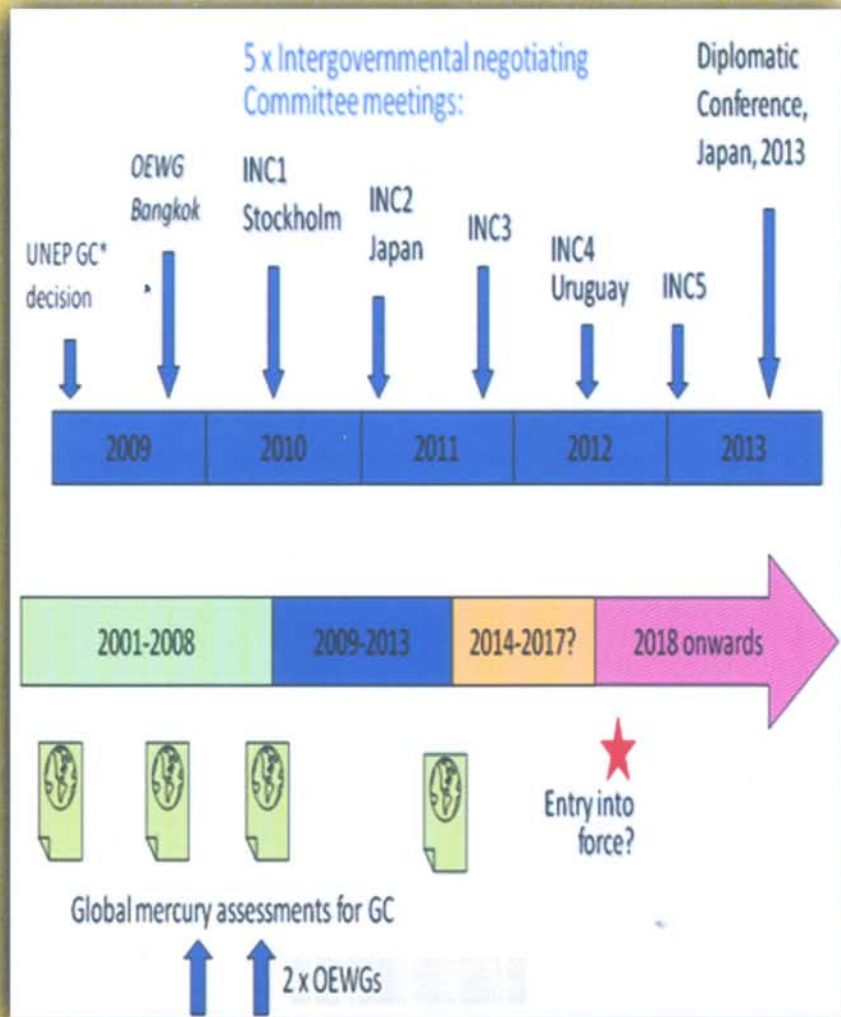 5 x Intergovernmental negotiating
Committee meetings:
Diplomatic
Conference,
Japan, 2013
OEWG
Bangkok
INC1
Stockholm
INC2
Japan
INC3
INC4
Uruguay
INC5
UNEP GC*
decision
2009
2010
2011
2012
2013
2001-2008
2009-2013
2014-2017?
2018 onwards
Entry into
force?
Global mercury assessments for GC
2 x OEWGs